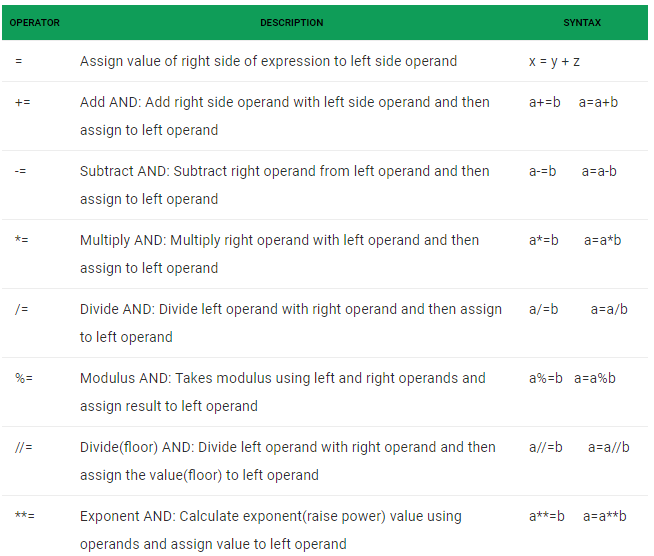 OPERATOR DESCRIPTION SYNTAX
= Assign value of right side of expression to left side operand x = y + z
+= Add AND: Add right side operand with left side operand and then a+=b a=a+b
assign to left operand
-= Subtract AND: Subtract right operand from left operand and then a-=b a=a-b
assign to left operand
*= Multiply AND: Multiply right operand with left operand and then a*=b a=a*b
assign to left operand
/= Divide AND: Divide left operand with right operand and then assign a/=b a=a/b
to left operand
%= Modulus AND: Takes modulus using left and right operands and a%=b a=a%b
assign result to left operand
//= Divide(floor) AND: Divide left operand with right operand and then a//=b a=a//b
assign the value(floor) to left operand
**= Exponent AND: Calculate exponent(raise power) value using a**=b a=a**b
operands and assign value to left operand